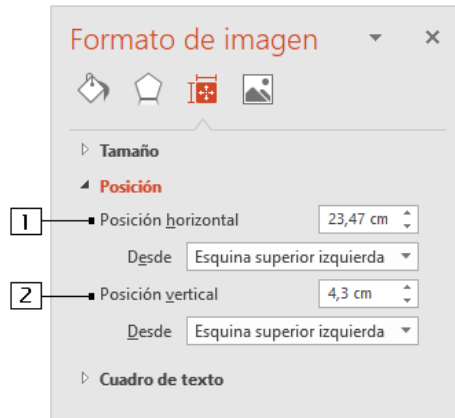 Formato de imagen
Tamaño
Posición
1 Posición horizontal 23,47 cm
Desde Esquina superior izquierda
2 Posición vertical 4,3 cm
Desde Esquina superior izquierda
Cuadro de texto